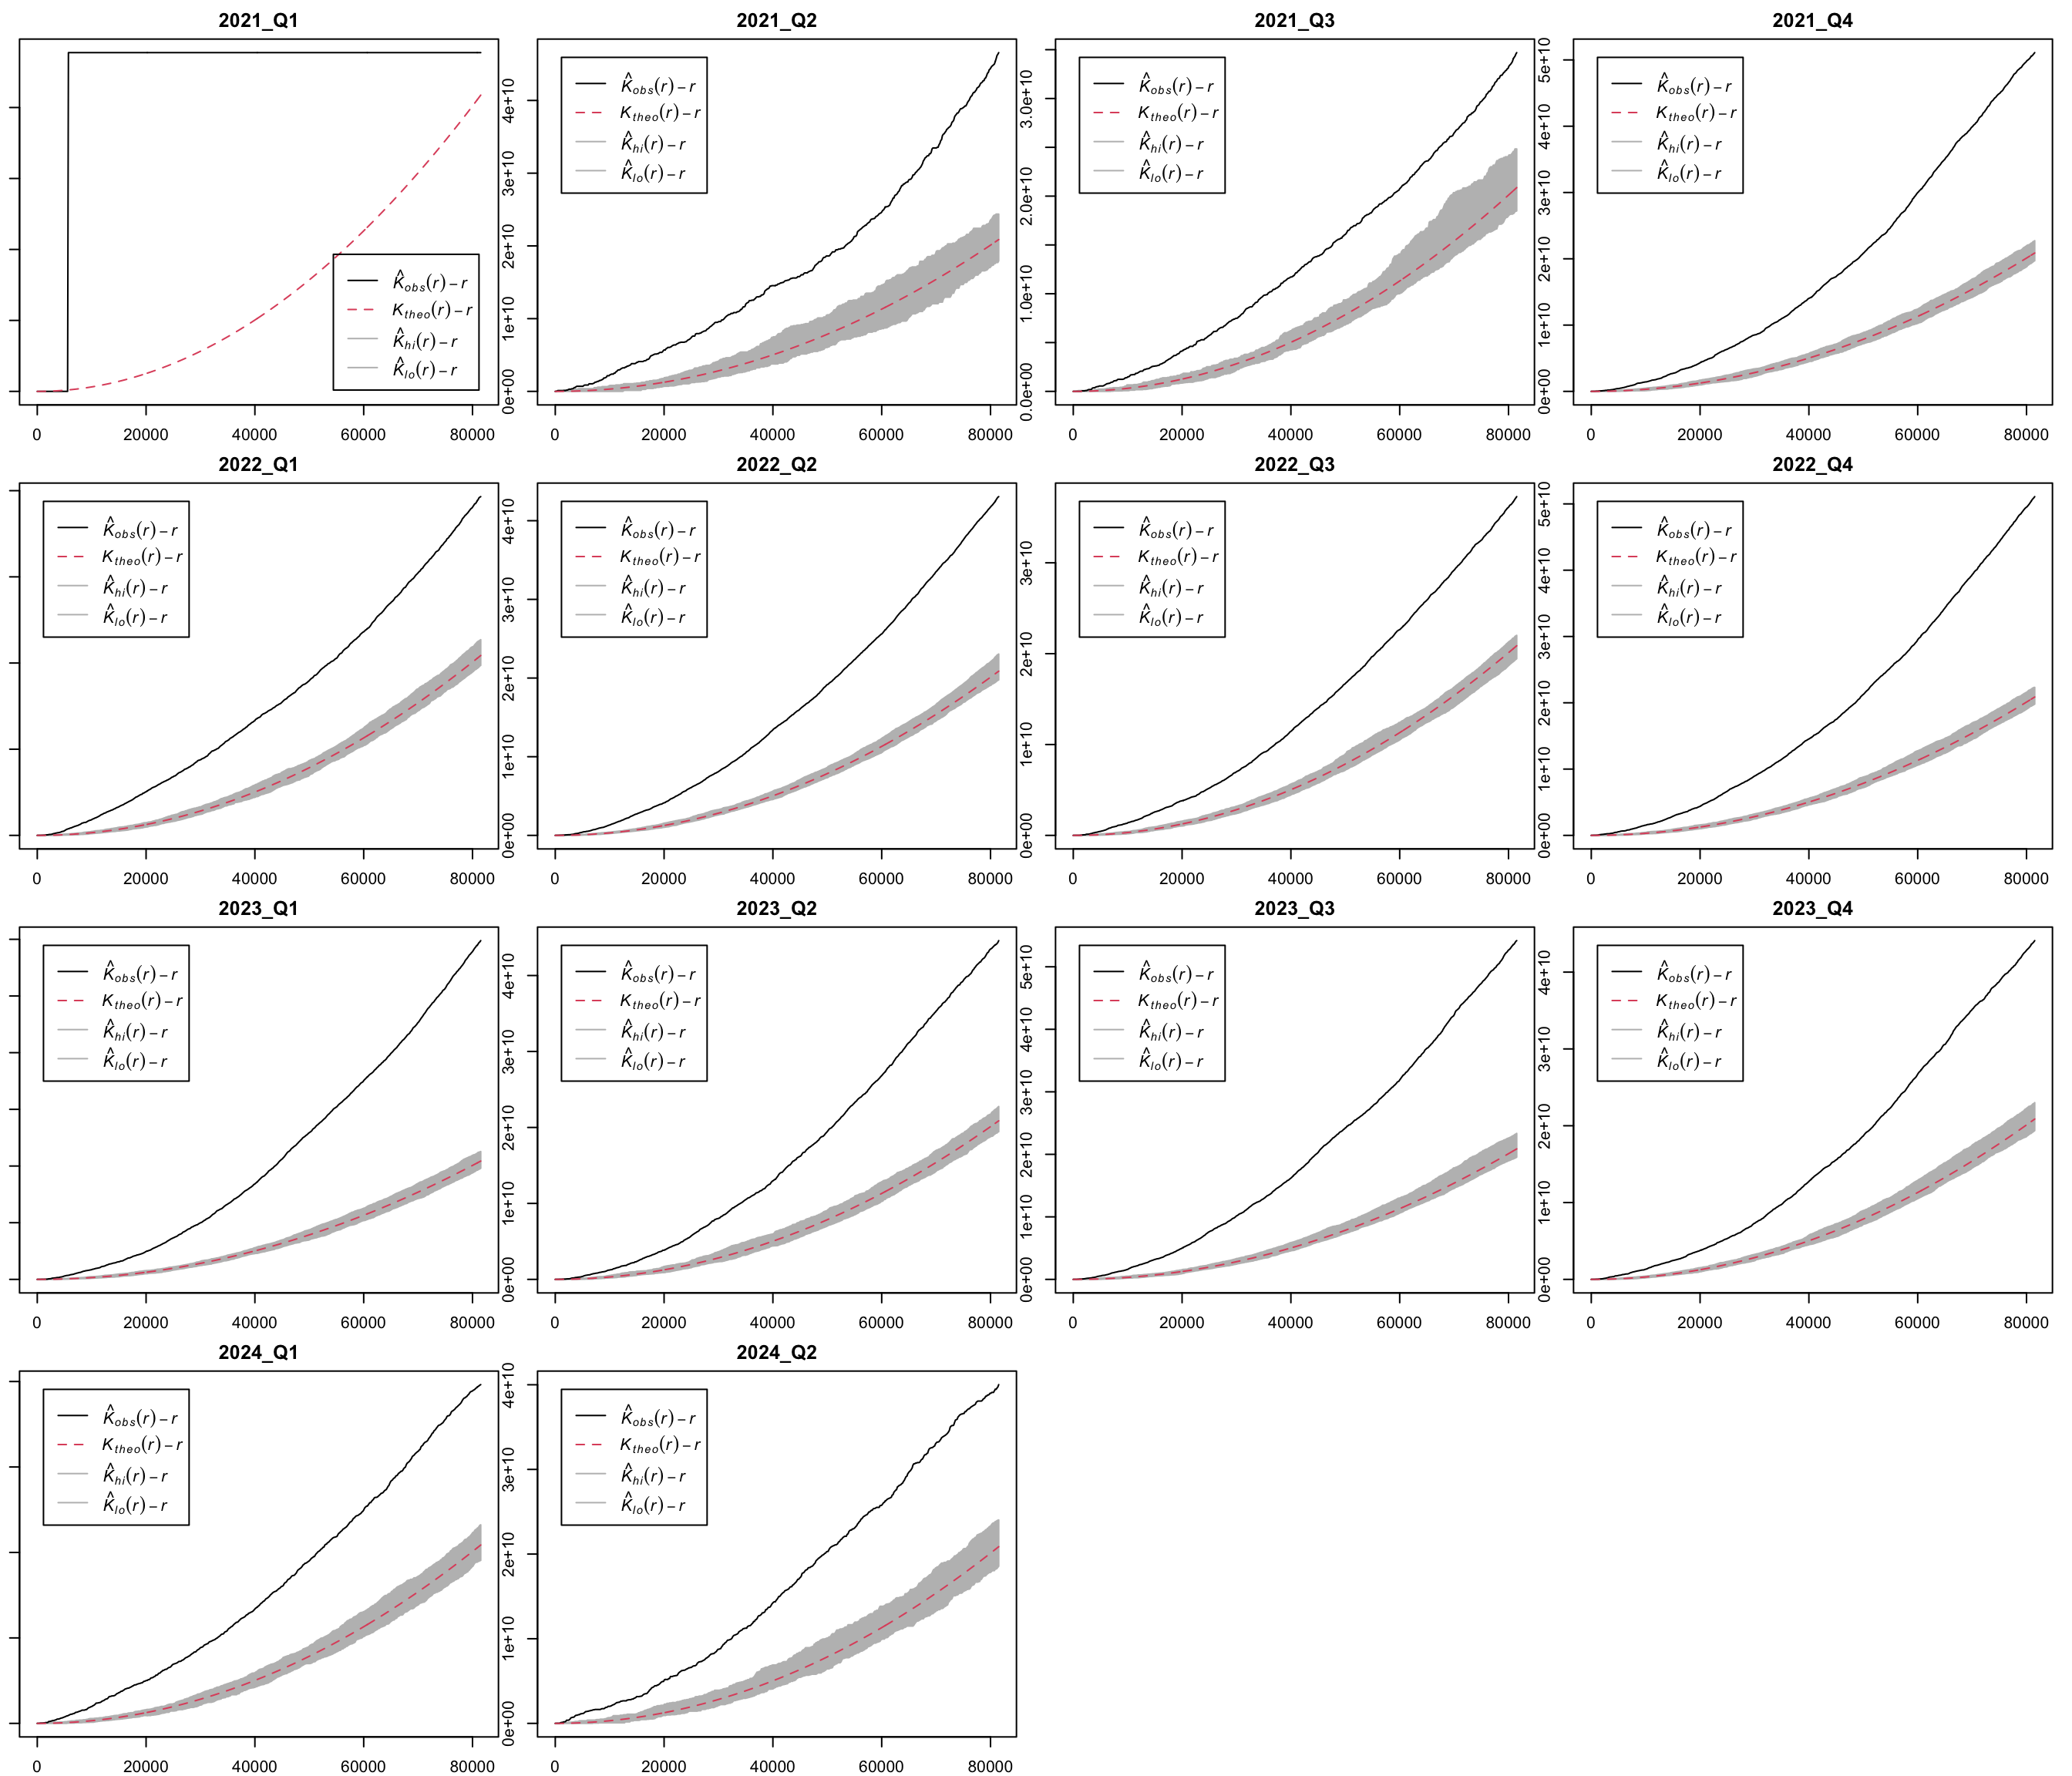 2021_Q1
K̂obs(r) − r
Ktheo(r) − r
K̂hi(r) − r
K̂lo(r) − r
0 20000 40000 60000 80000
2021_Q2
0e+00 1e+10 2e+10 3e+10 4e+10
K̂obs(r) − r
Ktheo(r) − r
K̂hi(r) − r
K̂lo(r) − r
0 20000 40000 60000 80000
2021_Q3
0.0e+00 1.0e+10 2.0e+10 3.0e+10
K̂obs(r) − r
Ktheo(r) − r
K̂hi(r) − r
K̂lo(r) − r
0 20000 40000 60000 80000
2021_Q4
0e+00 1e+10 2e+10 3e+10 4e+10 5e+10
K̂obs(r) − r
Ktheo(r) − r
K̂hi(r) − r
K̂lo(r) − r
0 20000 40000 60000 80000
2022_Q1
K̂obs(r) − r
Ktheo(r) − r
K̂hi(r) − r
K̂lo(r) − r
0 20000 40000 60000 80000
2022_Q2
0e+00 1e+10 2e+10 3e+10 4e+10
K̂obs(r) − r
Ktheo(r) − r
K̂hi(r) − r
K̂lo(r) − r
0 20000 40000 60000 80000
2022_Q3
0e+00 1e+10 2e+10 3e+10
K̂obs(r) − r
Ktheo(r) − r
K̂hi(r) − r
K̂lo(r) − r
0 20000 40000 60000 80000
2022_Q4
0e+00 1e+10 2e+10 3e+10 4e+10 5e+10
K̂obs(r) − r
Ktheo(r) − r
K̂hi(r) − r
K̂lo(r) − r
0 20000 40000 60000 80000
2023_Q1
K̂obs(r) − r
Ktheo(r) − r
K̂hi(r) − r
K̂lo(r) − r
0 20000 40000 60000 80000
2023_Q2
0e+00 1e+10 2e+10 3e+10 4e+10
K̂obs(r) − r
Ktheo(r) − r
K̂hi(r) − r
K̂lo(r) − r
0 20000 40000 60000 80000
2023_Q3
0e+00 1e+10 2e+10 3e+10 4e+10 5e+10
K̂obs(r) − r
Ktheo(r) − r
K̂hi(r) − r
K̂lo(r) − r
0 20000 40000 60000 80000
2023_Q4
0e+00 1e+10 2e+10 3e+10 4e+10
K̂obs(r) − r
Ktheo(r) − r
K̂hi(r) − r
K̂lo(r) − r
0 20000 40000 60000 80000
2024_Q1
K̂obs(r) − r
Ktheo(r) − r
K̂hi(r) − r
K̂lo(r) − r
0 20000 40000 60000 80000
2024_Q2
0e+00 1e+10 2e+10 3e+10 4e+10
K̂obs(r) − r
Ktheo(r) − r
K̂hi(r) − r
K̂lo(r) − r
0 20000 40000 60000 80000